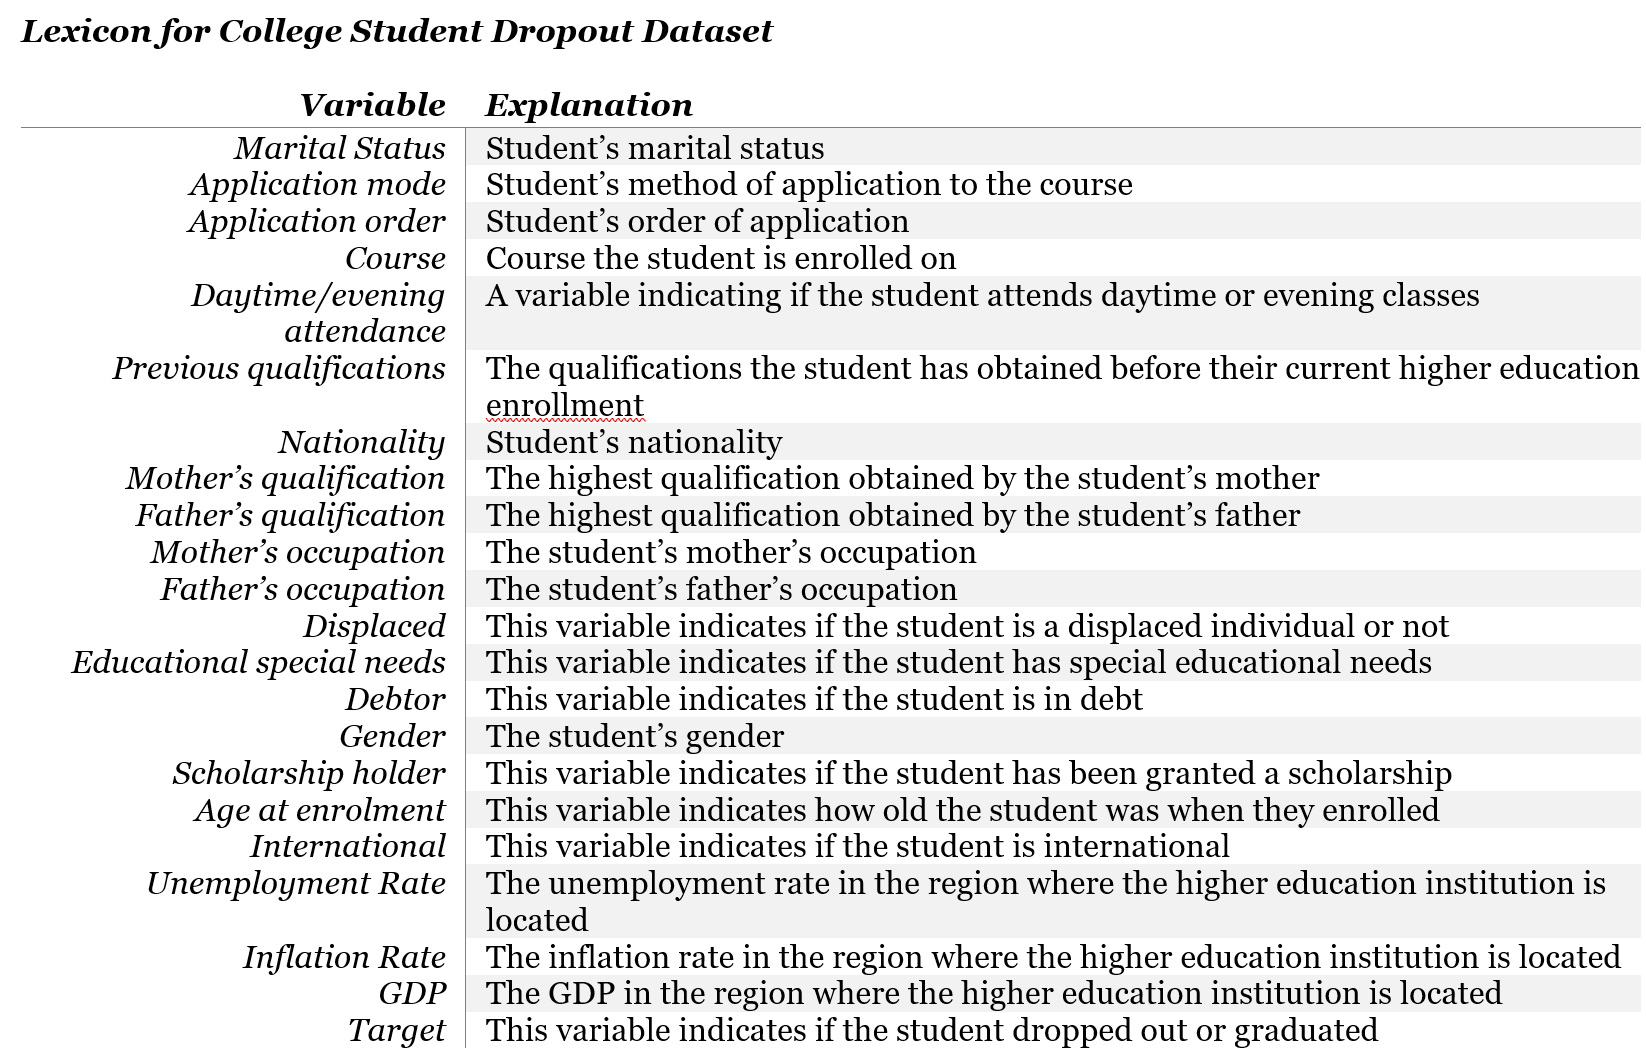 Lexicon for College Student Dropout Dataset
Variable Explanation
Marital Status Student’s marital status
Application mode Student’s method of application to the course
Application order Student’s order of application
Course Course the student is enrolled on
Daytime/evening A variable indicating if the student attends daytime or evening classes
attendance
Previous qualifications The qualifications the student has obtained before their current higher education
enrollment
Nationality Student’s nationality
Mother’s qualification The highest qualification obtained by the student’s mother
Father’s qualification The highest qualification obtained by the student’s father
Mother’s occupation The student’s mother’s occupation
Father’s occupation The student’s father’s occupation
Displaced This variable indicates if the student is a displaced individual or not
Educational special needs This variable indicates if the student has special educational needs
Debtor This variable indicates if the student is in debt
Gender The student’s gender
Scholarship holder This variable indicates if the student has been granted a scholarship
Age at enrolment This variable indicates how old the student was when they enrolled
International This variable indicates if the student is international
Unemployment Rate The unemployment rate in the region where the higher education institution is
located
Inflation Rate The inflation rate in the region where the higher education institution is located
GDP The GDP in the region where the higher education institution is located
Target This variable indicates if the student dropped out or graduated